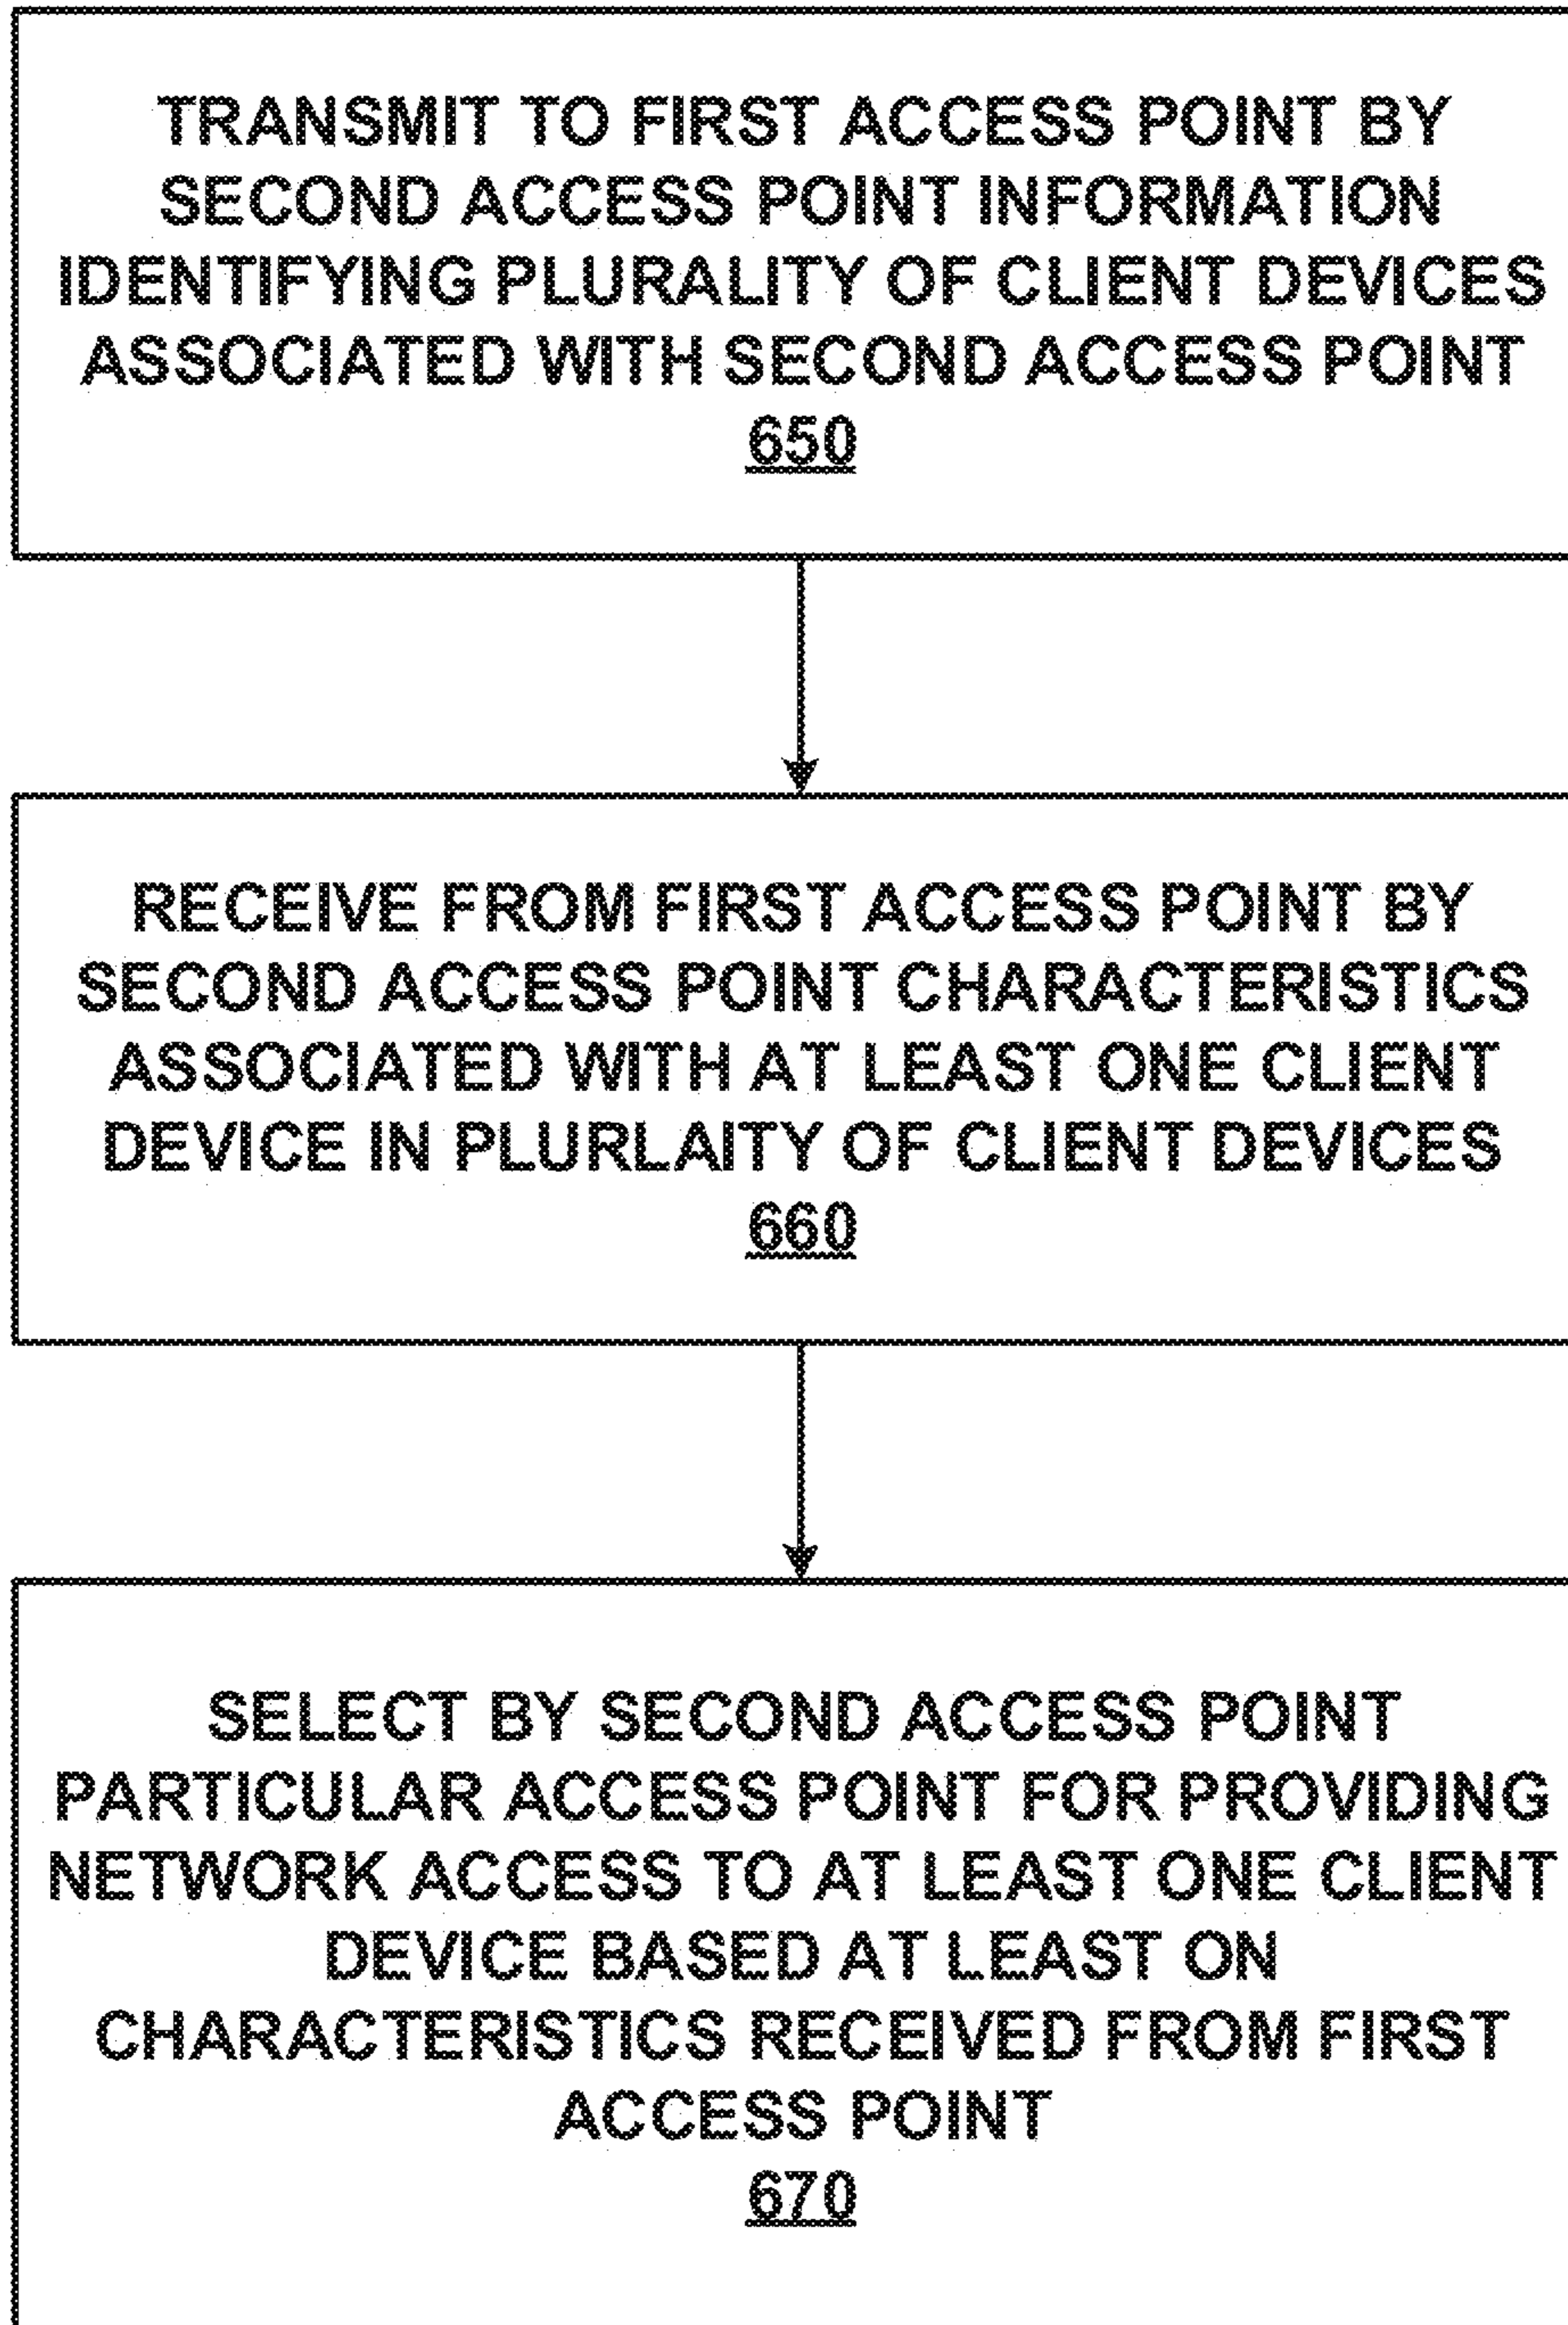 TRANSMIT TO FIRST ACCESS POINT BY
SECOND ACCESS POINT INFORMATION
IDENTIFYING PLURALITY OF CLIENT DEVICES
ASSOCIATED WITH SECOND ACCESS POINT
650
RECEIVE FROM FIRST ACCESS POINT BY
SECOND ACCESS POINT CHARACTERISTICS
ASSOCIATED WITH AT LEAST ONE CLIENT
DEVICE IN PLURLAITY OF CLIENT DEVICES
660
SELECT BY SECOND ACCESS POINT
PARTICULAR ACCESS POINT FOR PROVIDING
NETWORK ACCESS TO AT LEAST ONE CLIENT
DEVICE BASED AT LEAST ON
CHARACTERISTICS RECEIVED FROM FIRST
ACCESS POINT
670